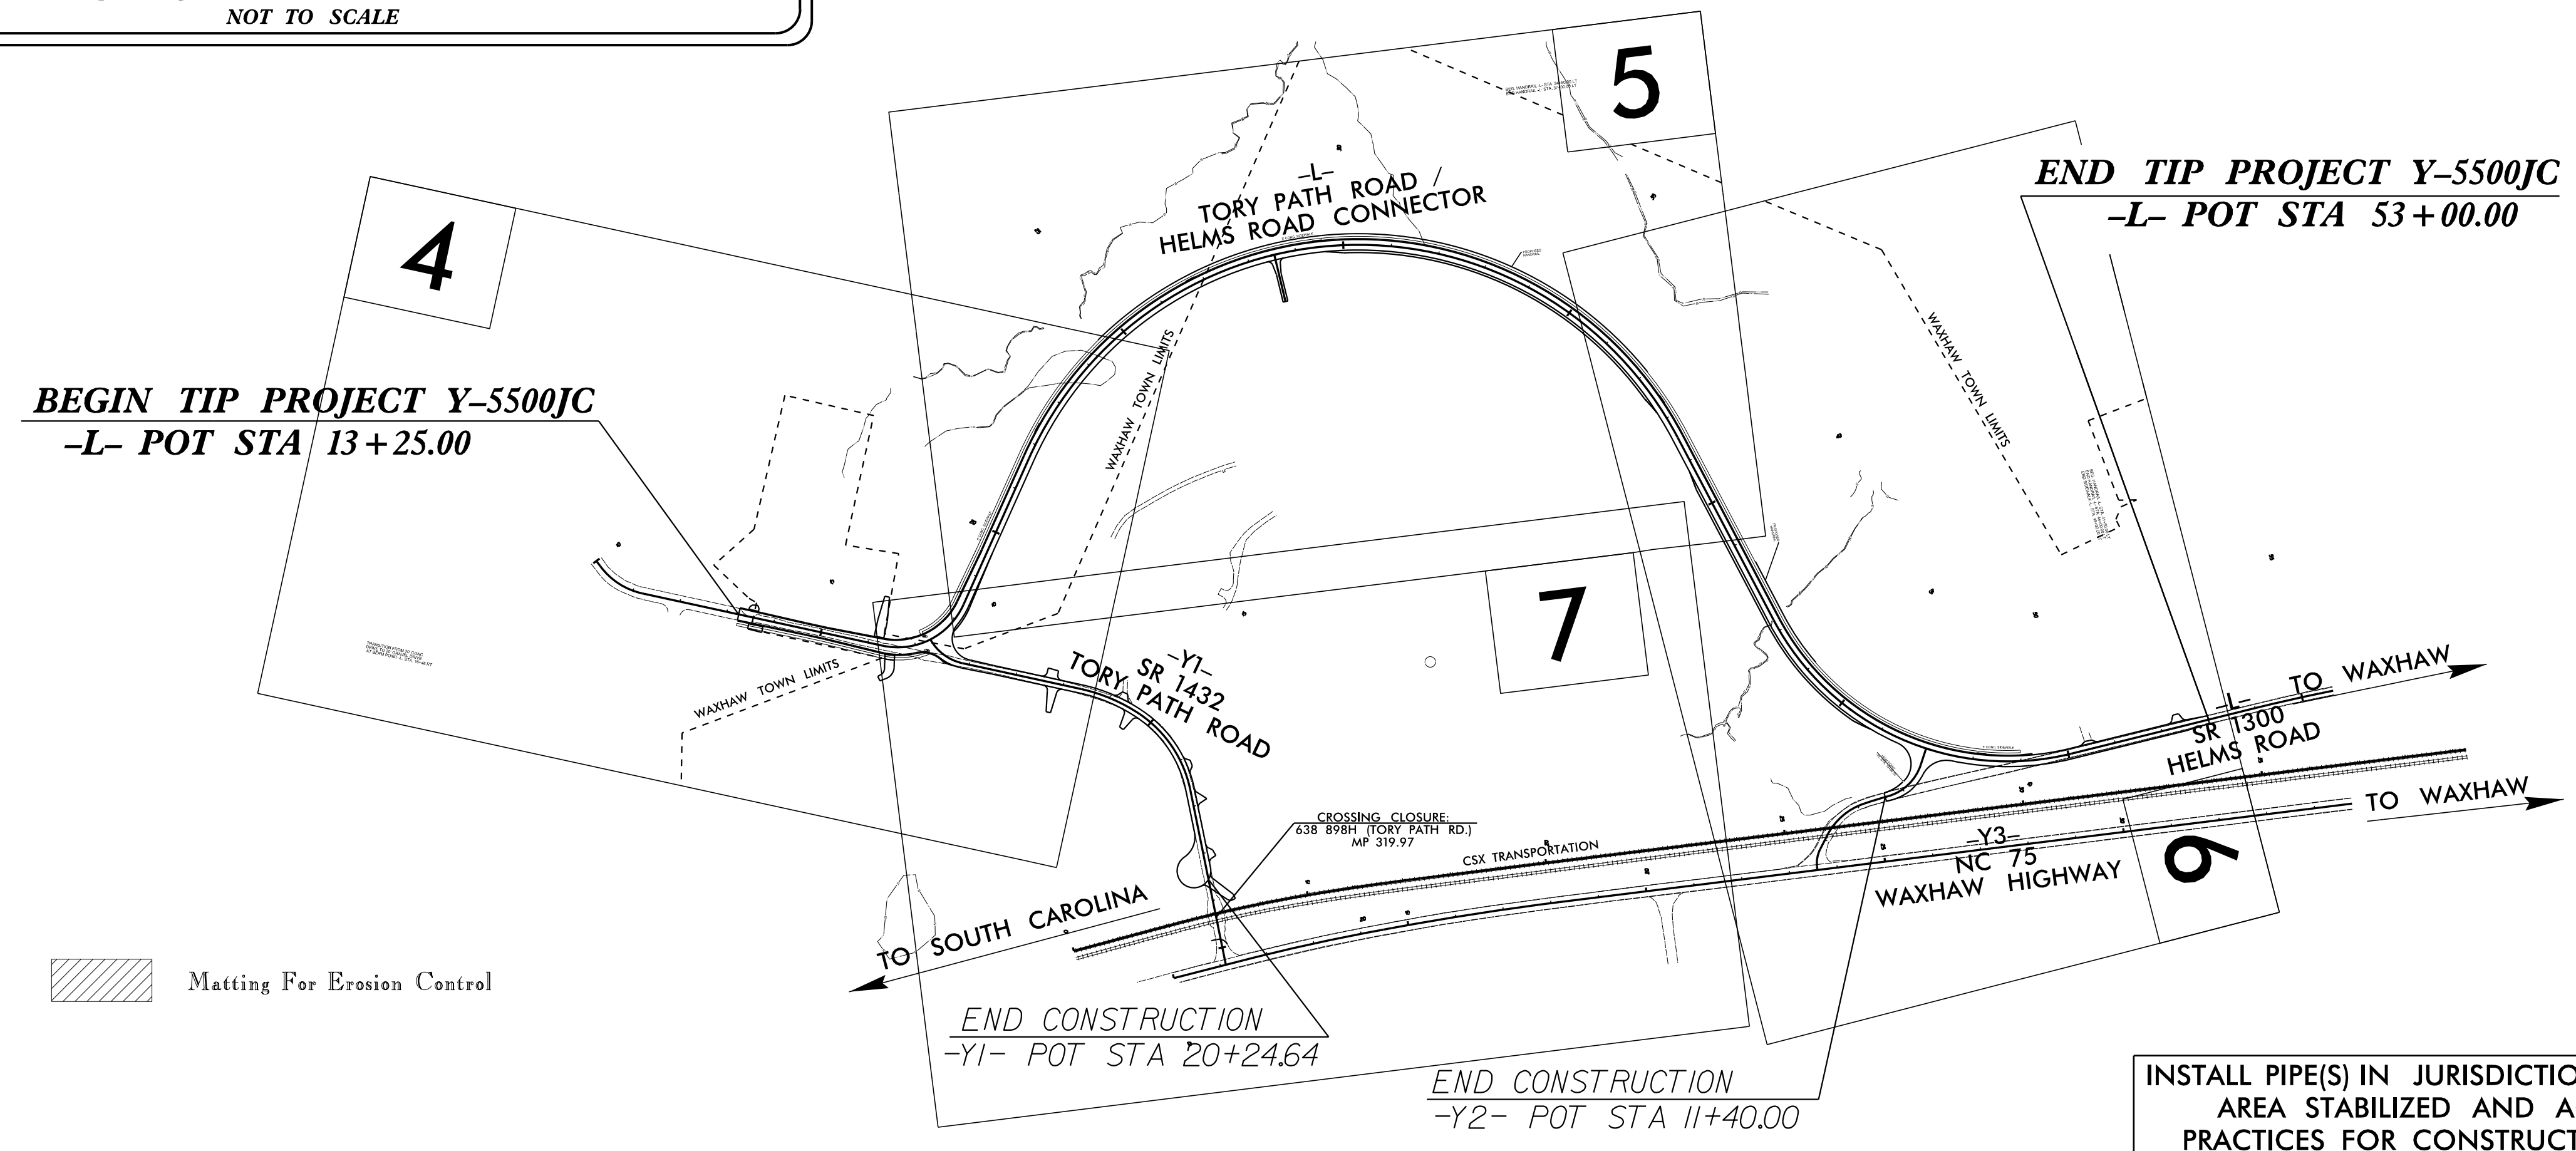 NOT TO SCALE
5
4
-L-
TORY PATH ROAD /
HELMS ROAD CONNECTOR
END TIP PROJECT Y-5500JC
-L- POT STA 53+00.00
BEGIN TIP PROJECT Y-5500JC
-L- POT STA 13+25.00
WAXHAW TOWN LIMITS
WAXHAW TOWN LIMITS
WAXHAW TOWN LIMITS
7
-Y1-
SR 1432
TORY PATH ROAD
TO WAXHAW
-L-
SR 1300
HELMS ROAD
TO WAXHAW
CROSSING CLOSURE:
638 898H (TORY PATH RD.)
MP 319.97
CSX TRANSPORTATION
-Y3-
NC 75
WAXHAW HIGHWAY
6
TO SOUTH CAROLINA
Matting For Erosion Control
END CONSTRUCTION
-Y1- POT STA 20+24.64
END CONSTRUCTION
-Y2- POT STA 11+40.00
INSTALL PIPE(S) IN JURISDICTIO
AREA STABILIZED AND A
PRACTICES FOR CONSTRUCT